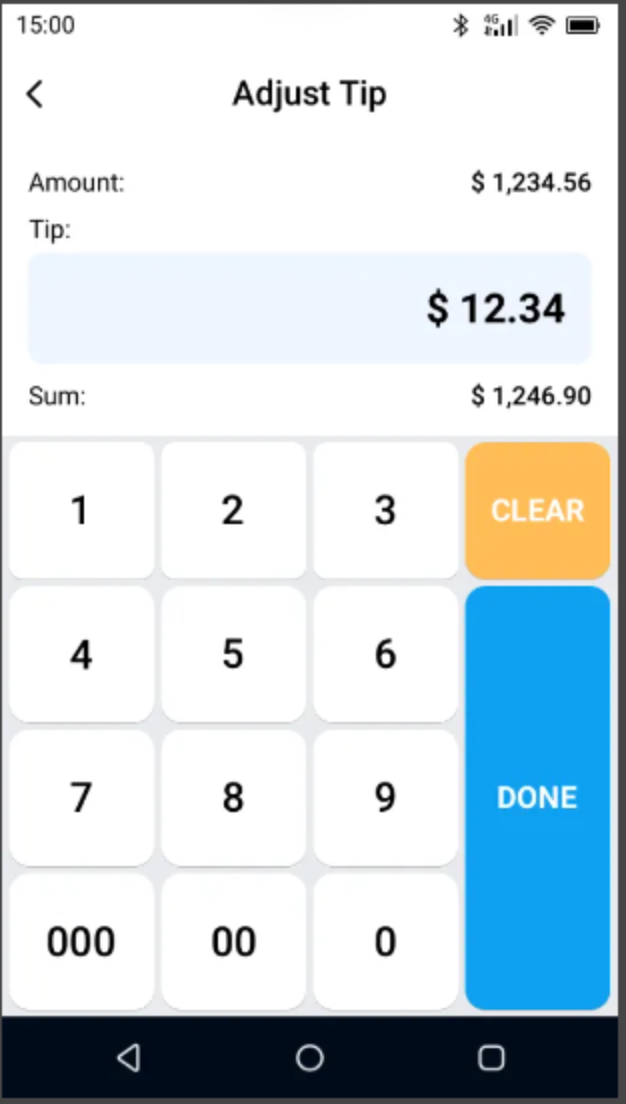 15:00 4G
Adjust Tip
Amount: $ 1,234.56
Tip:
$ 12.34
Sum: $ 1,246.90
1 2 3 CLEAR
4 5 6
7 8 9 DONE
000 00 0